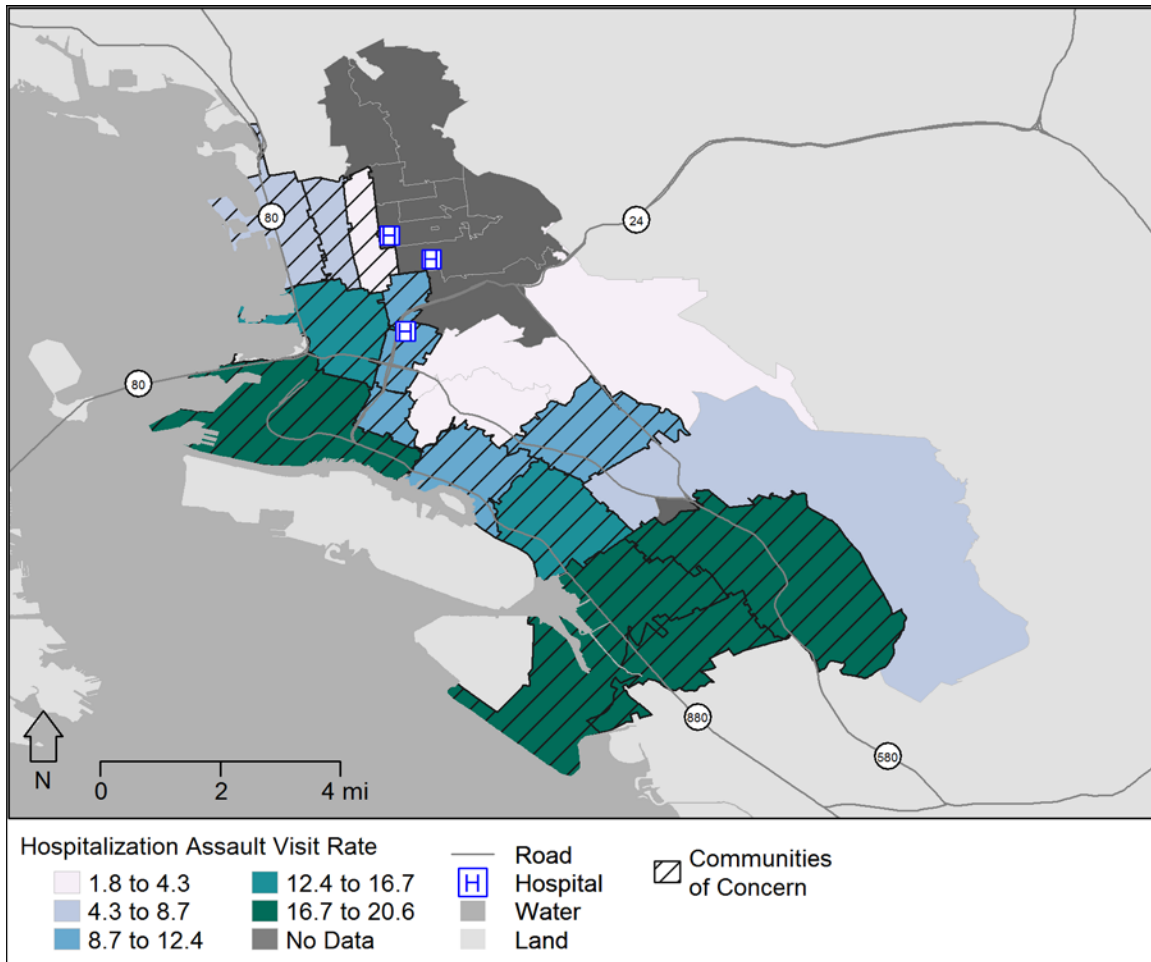 24
80
80
880
580
N
0 2 4 mi
Hospitalization Assault Visit Rate
1.8 to 4.3
4.3 to 8.7
8.7 to 12.4
12.4 to 16.7
16.7 to 20.6
No Data
Road
H Hospital
Water
Land
Communities
of Concern
H
H
H